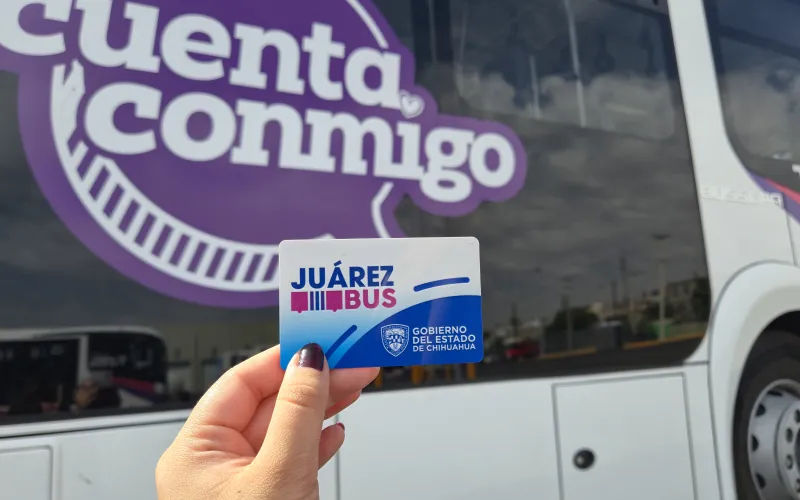 cuenta
conmigo
JUÁREZ
BUS
GOBIERNO
DEL ESTADO
DE CHIHUAHUA